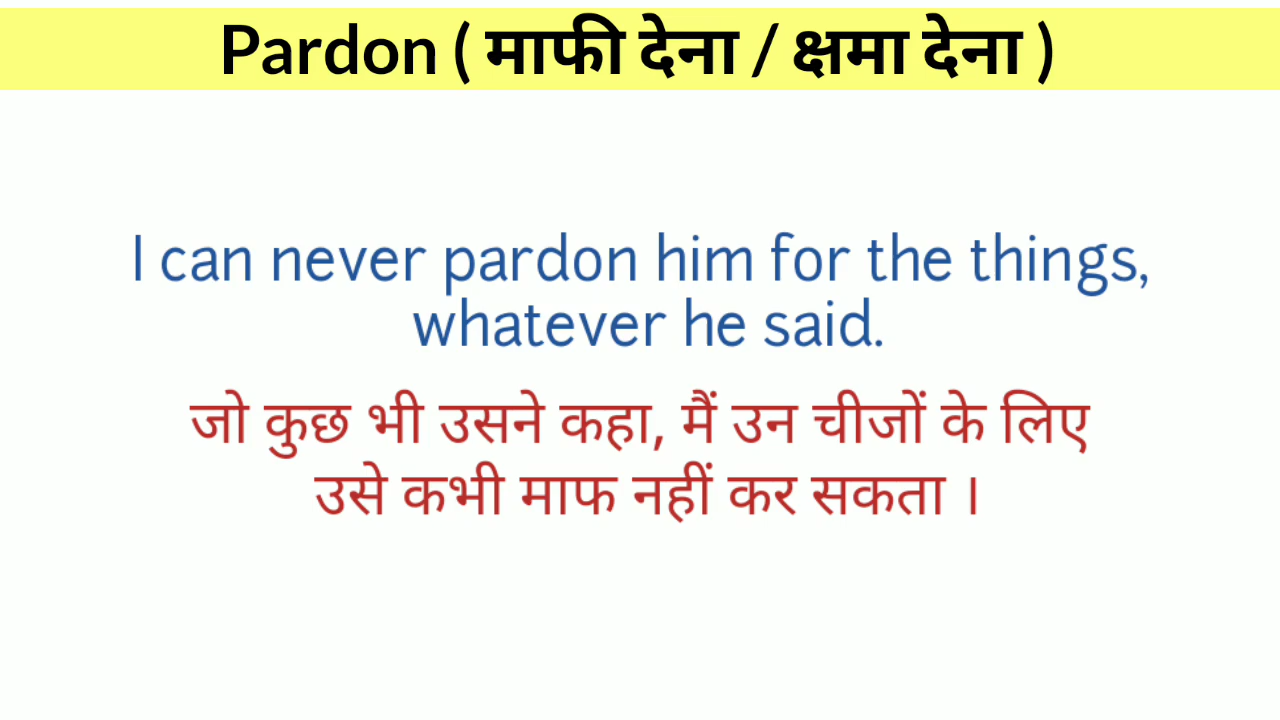 Pardon ( माफी देना / क्षमा देना )
I can never pardon him for the things,
whatever he said.
जो कुछ भी उसने कहा, मैं उन चीजों के लिए
उसे कभी माफ नहीं कर सकता ।